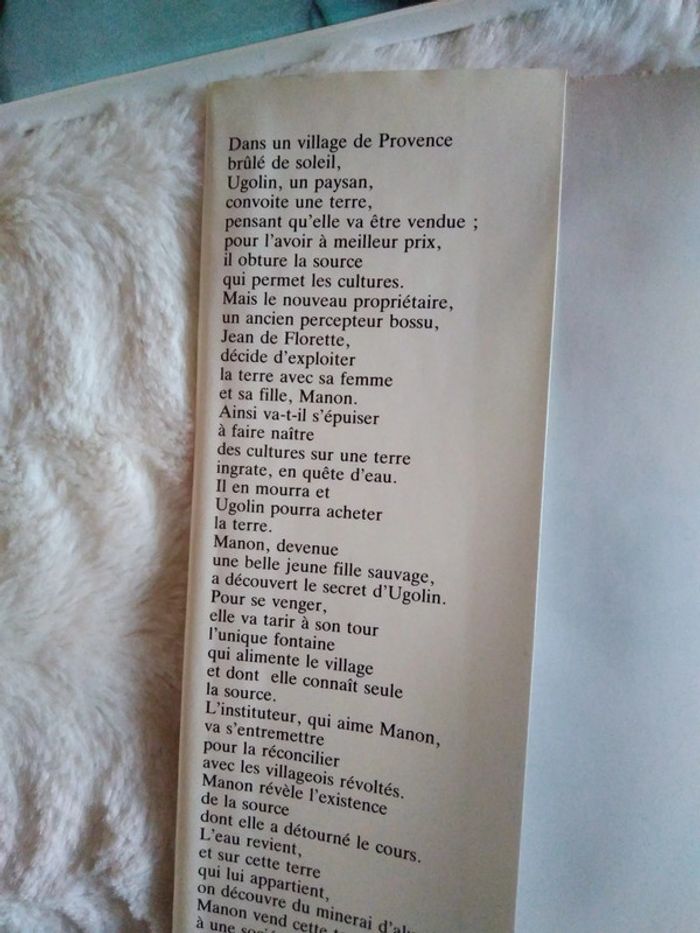 Dans un village de Provence
brûlé de soleil,
Ugolin, un paysan,
convoite une terre,
pensant qu'elle va être vendue ;
pour l'avoir à meilleur prix,
il obture la source
qui permet les cultures.
Mais le nouveau propriétaire,
un ancien percepteur bossu,
Jean de Florette,
décide d'exploiter
la terre avec sa femme
et sa fille, Manon.
Ainsi va-t-il s'épuiser
à faire naître
des cultures sur une terre
ingrate, en quête d'eau.
Il en mourra et
Ugolin pourra acheter
la terre.
Manon, devenue
une belle jeune fille sauvage,
a découvert le secret d'Ugolin.
Pour se venger,
elle va tarir à son tour
l'unique fontaine
qui alimente le village
et dont elle connaît seule
la source.
L'instituteur, qui aime Manon,
va s'entremettre
pour la réconcilier
avec les villageois révoltés.
Manon révèle l'existence
de la source
dont elle a détourné le cours.
L'eau revient,
et sur cette terre
qui lui appartient,
on découvre du minerai
Manon vend cette
à une